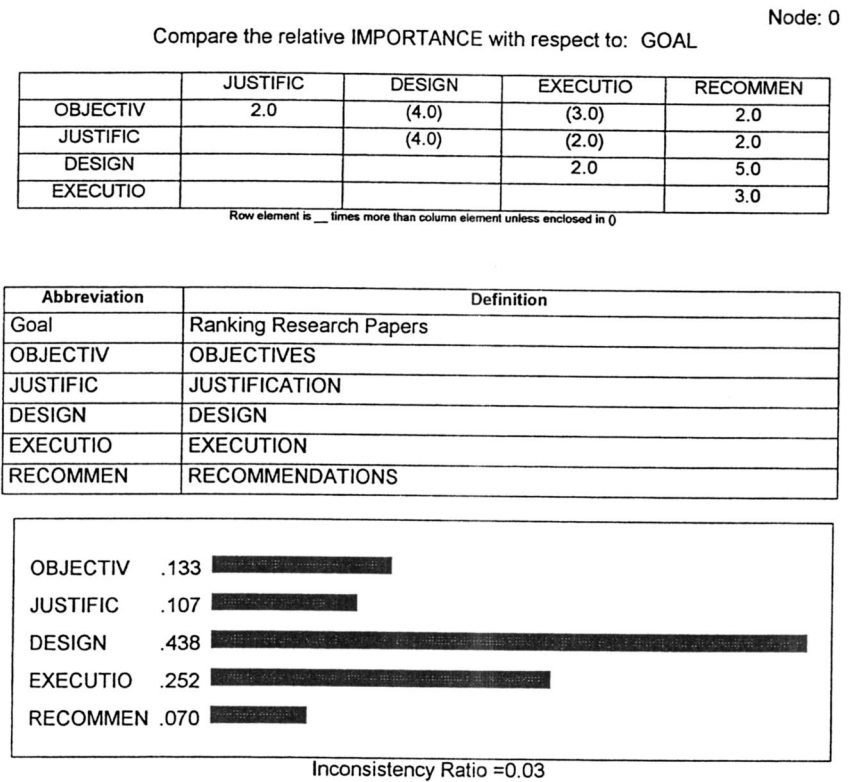 Node: 0
Compare the relative IMPORTANCE with respect to: GOAL
JUSTIFIC DESIGN EXECUTIO RECOMMEN
OBJECTIV 2.0 (4.0) (3.0) 2.0
JUSTIFIC (4.0) (2.0) 2.0
DESIGN 2.0 5.0
EXECUTIO 3.0
Row element is __ times more than column element unless enclosed in ()
Abbreviation Definition
Goal Ranking Research Papers
OBJECTIV OBJECTIVES
JUSTIFIC JUSTIFICATION
DESIGN DESIGN
EXECUTIO EXECUTION
RECOMMEN RECOMMENDATIONS
OBJECTIV .133
JUSTIFIC .107
DESIGN .438
EXECUTIO .252
RECOMMEN .070
Inconsistency Ratio =0.03